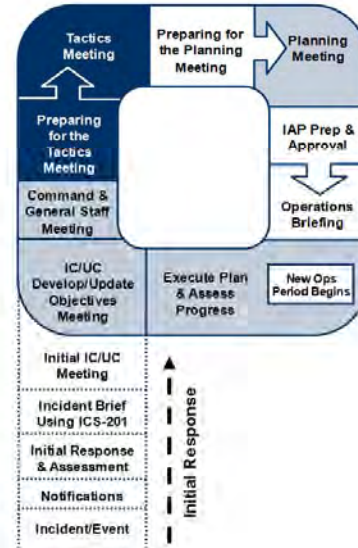 Tactics
Meeting
Preparing for
the Planning
Meeting
Planning
Meeting
Preparing
for the
Tactics
Meeting
IAP Prep &
Approval
Command &
General Staff
Meeting
Operations
Briefing
IC/UC
Develop/Update
Objectives
Meeting
Execute Plan
& Assess
Progress
New Ops
Period Begins
Initial IC/UC
Meeting
Incident Brief
Using ICS-201
Initial Response
& Assessment
Notifications
Incident/Event
Initial Response